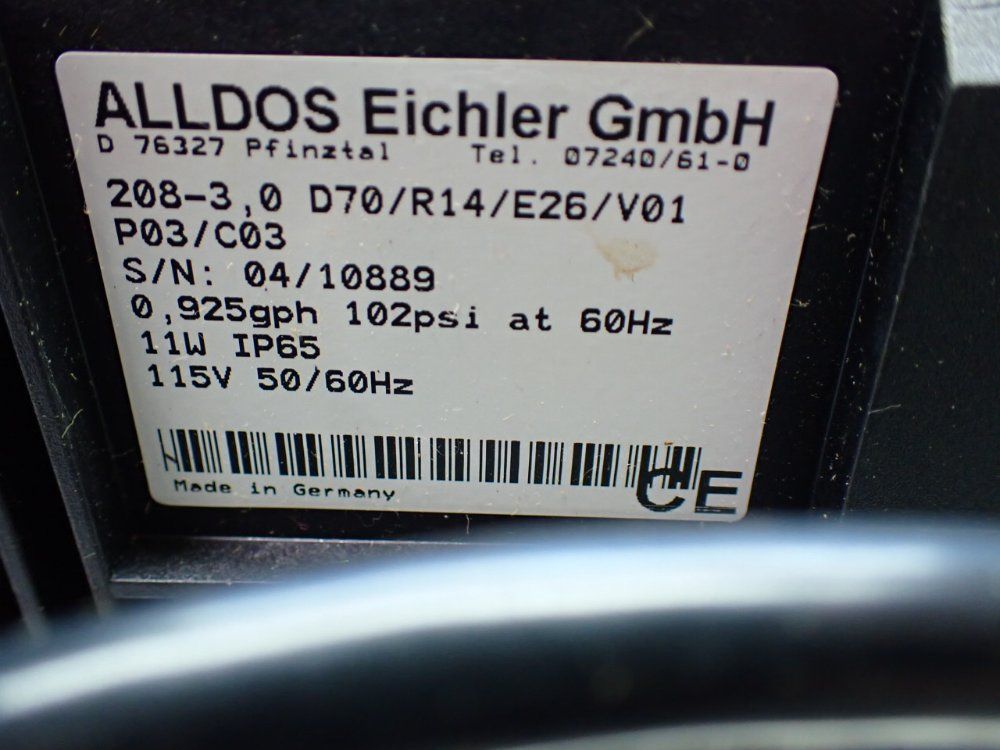 ALLDOS Eichler GmbH
D 76327 Pfinztal Tel. 07240/61-0
208-3,0 D70/R14/E26/V01
P03/C03
S/N: 04/10889
0,925gph 102psi at 60Hz
11W IP65
115V 50/60Hz
Made in Germany
CE